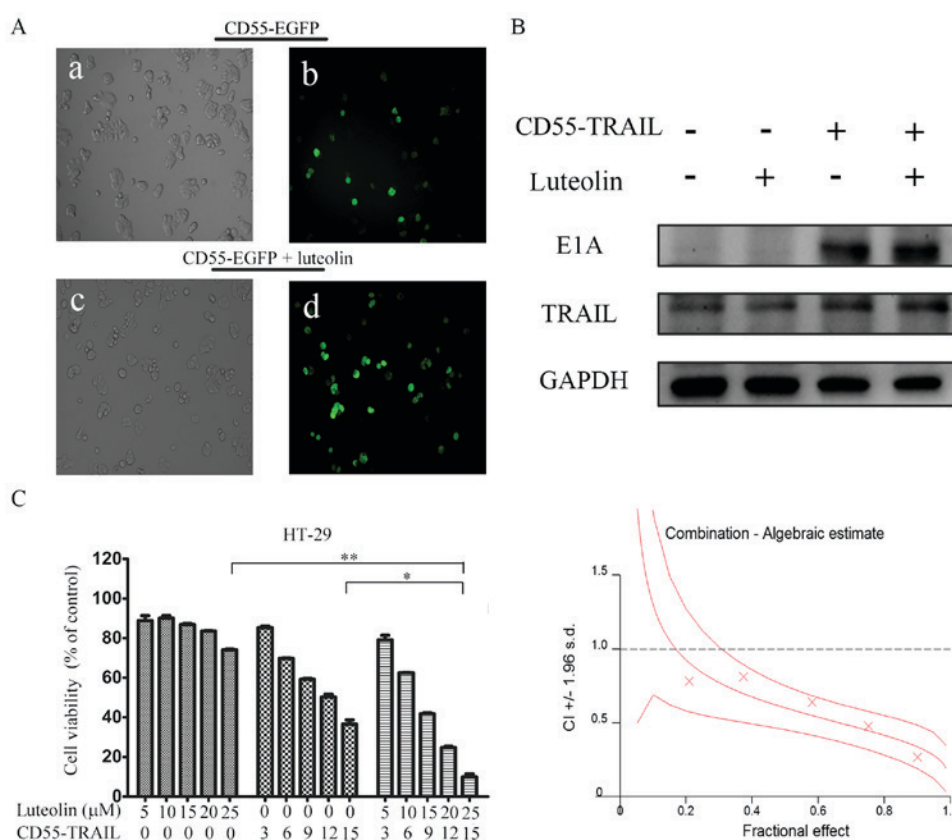 A
CD55-EGFP
a
b
CD55-EGFP + luteolin
c
d
B
CD55-TRAIL - - + +
Luteolin - + - +
E1A
TRAIL
GAPDH
C
HT-29
**
*
Cell viability (% of control)
120
100
80
60
40
20
0
Luteolin (μM) 5 10 15 20 25 0 0 0 0 0 5 10 15 20 25
CD55-TRAIL 0 0 0 0 0 3 6 9 12 15 3 6 9 12 15
Combination - Algebraic estimate
CI +/- 1.96 s.d.
1.5
1.0
0.5
0
0 0.2 0.4 0.6 0.8 1.0
Fractional effect